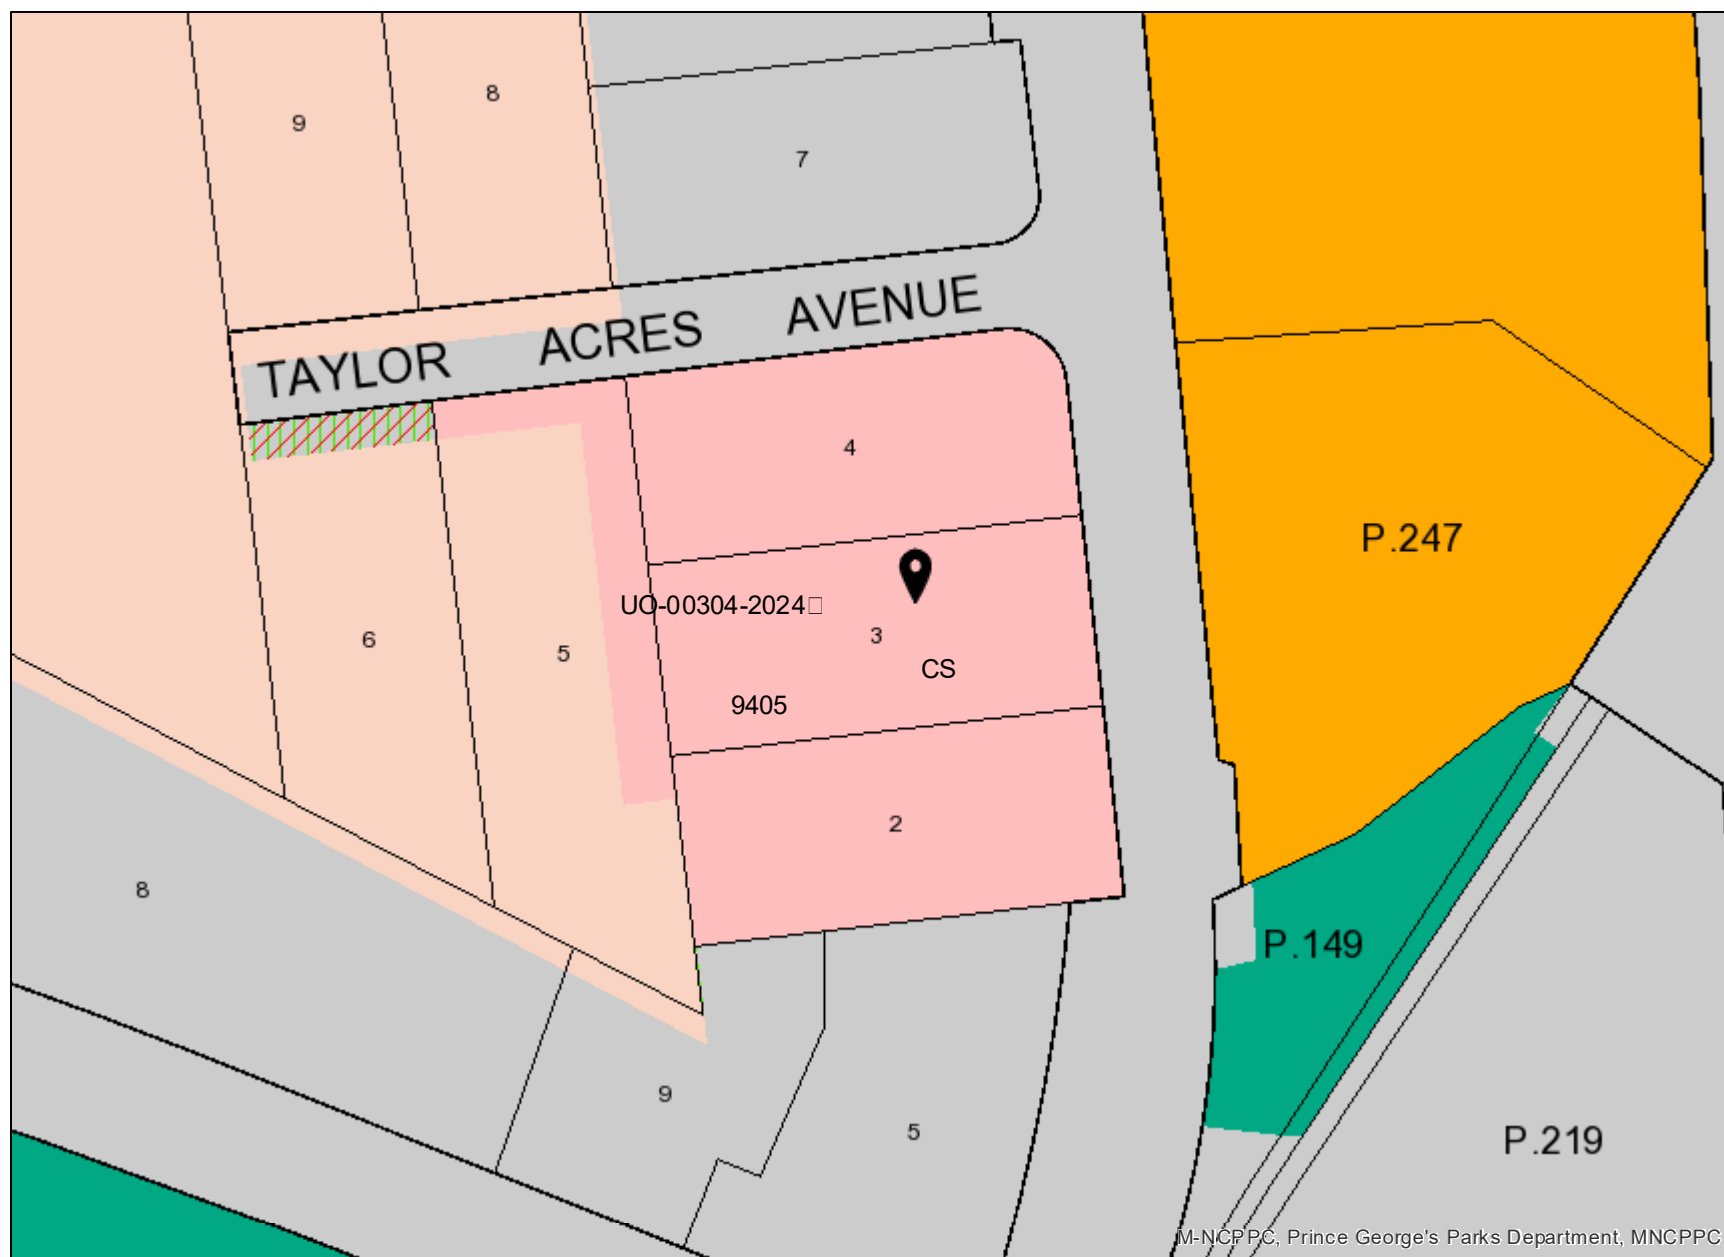 9
8
7
TAYLOR ACRES AVENUE
4
P.247
UO-00304-2024
3
6
5
CS
9405
2
8
P.149
9
5
P.219
M-NCPPC, Prince George's Parks Department, MNCPPC